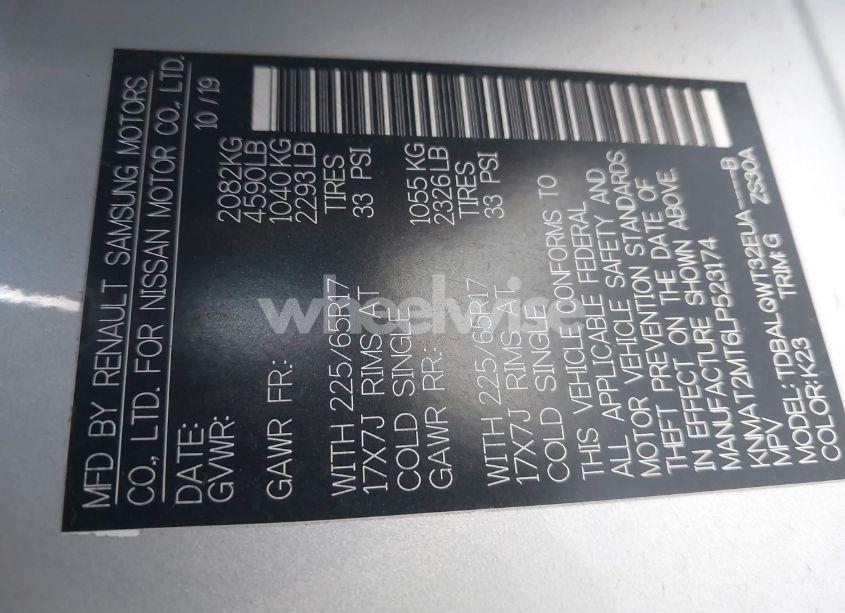 MFD BY RENAULT SAMSUNG MOTORS
CO., LTD. FOR NISSAN MOTOR CO., LTD.
DATE: 10 / 19
GVWR: 2082KG
4590LB
GAWR FR.: 1040 KG
2293 LB
WITH 225/65R17 TIRES
17X7J RIMS AT 33 PSI
COLD SINGLE
GAWR RR.: 1055 KG
2326 LB
WITH 225/65R17 TIRES
17X7J RIMS AT 33 PSI
COLD SINGLE
THIS VEHICLE CONFORMS TO
ALL APPLICABLE FEDERAL
MOTOR VEHICLE SAFETY AND
THEFT PREVENTION STANDARDS
IN EFFECT ON THE DATE OF
MANUFACTURE SHOWN ABOVE.
KNMAT2MT6LP523174
MPV
MODEL: TDBALQWT32EUA-----B
COLOR: K23 TRIM: G ZS30A
wheelwise